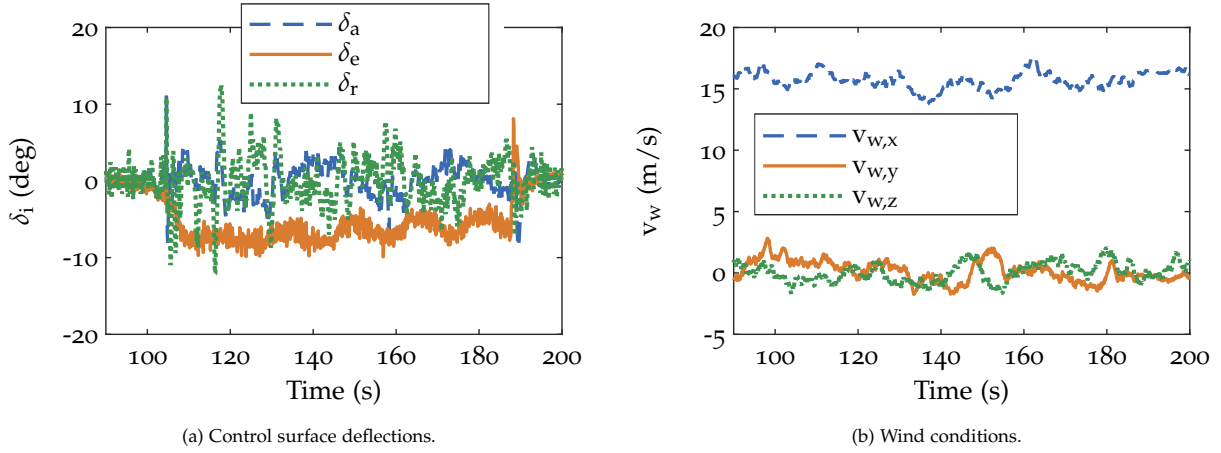 20
10
0
-10
-20
δi (deg)
100 120 140 160 180 200
Time (s)
δa
δe
δr
(a) Control surface deflections.
20
15
10
5
0
-5
vw (m/s)
100 120 140 160 180 200
Time (s)
vw,x
vw,y
vw,z
(b) Wind conditions.